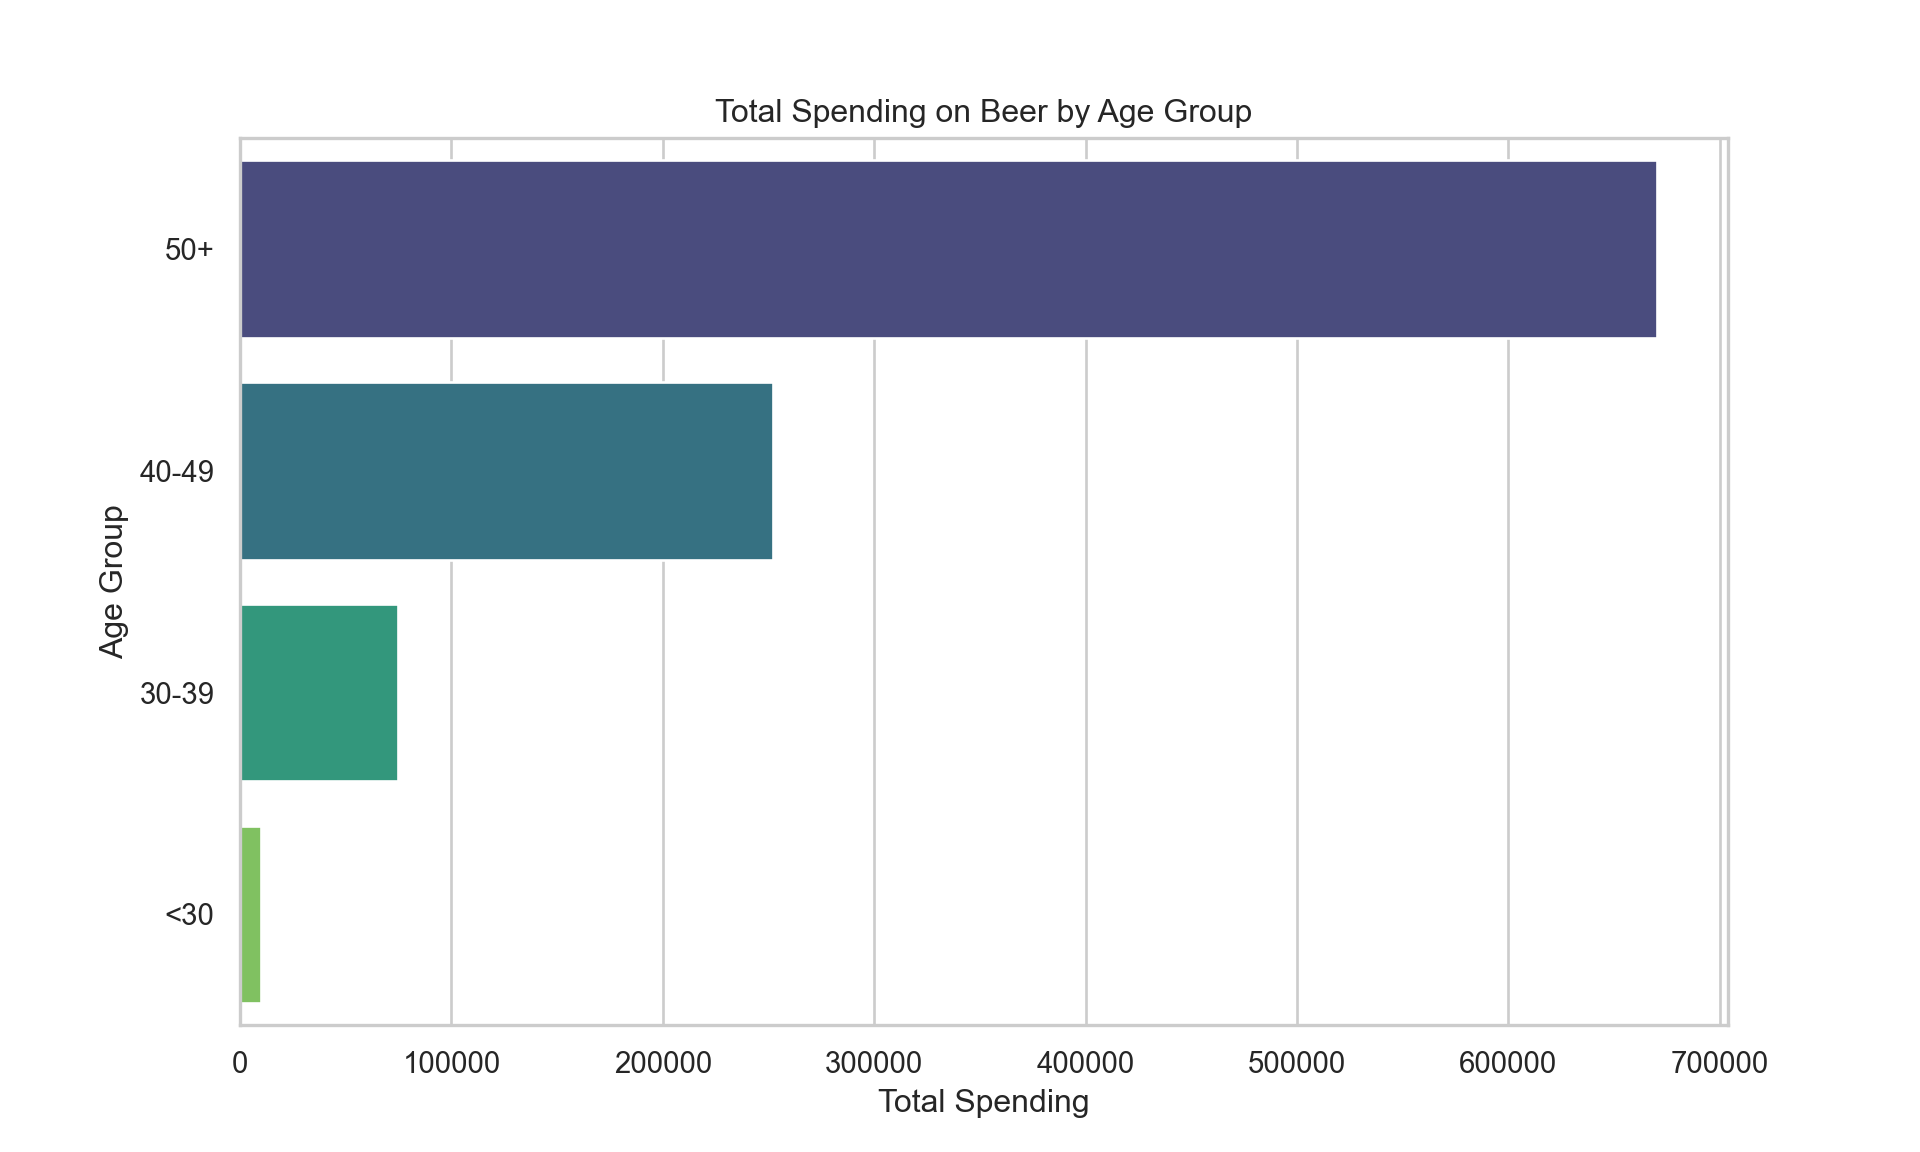 Total Spending on Beer by Age Group
50+
40-49
30-39
<30
Age Group
0 100000 200000 300000 400000 500000 600000 700000
Total Spending